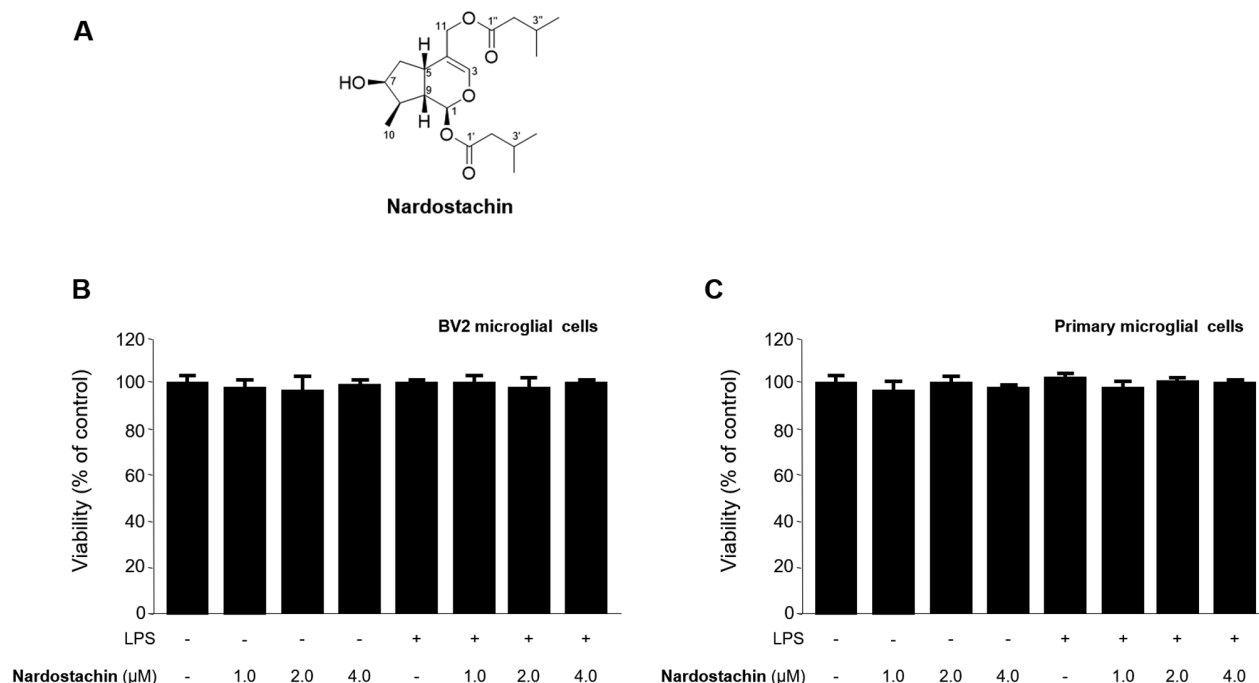 A
11
O
1''
3''
O
H
5
3
HO
7
9
O
1
H
10
O
1'
3'
O
Nardostachin
B
BV2 microglial cells
Viability (% of control)
120
100
80
60
40
20
0
LPS - - - - + + + +
Nardostachin (μM) - 1.0 2.0 4.0 - 1.0 2.0 4.0
C
Primary microglial cells
Viability (% of control)
120
100
80
60
40
20
0
LPS - - - - + + + +
Nardostachin (μM) - 1.0 2.0 4.0 - 1.0 2.0 4.0